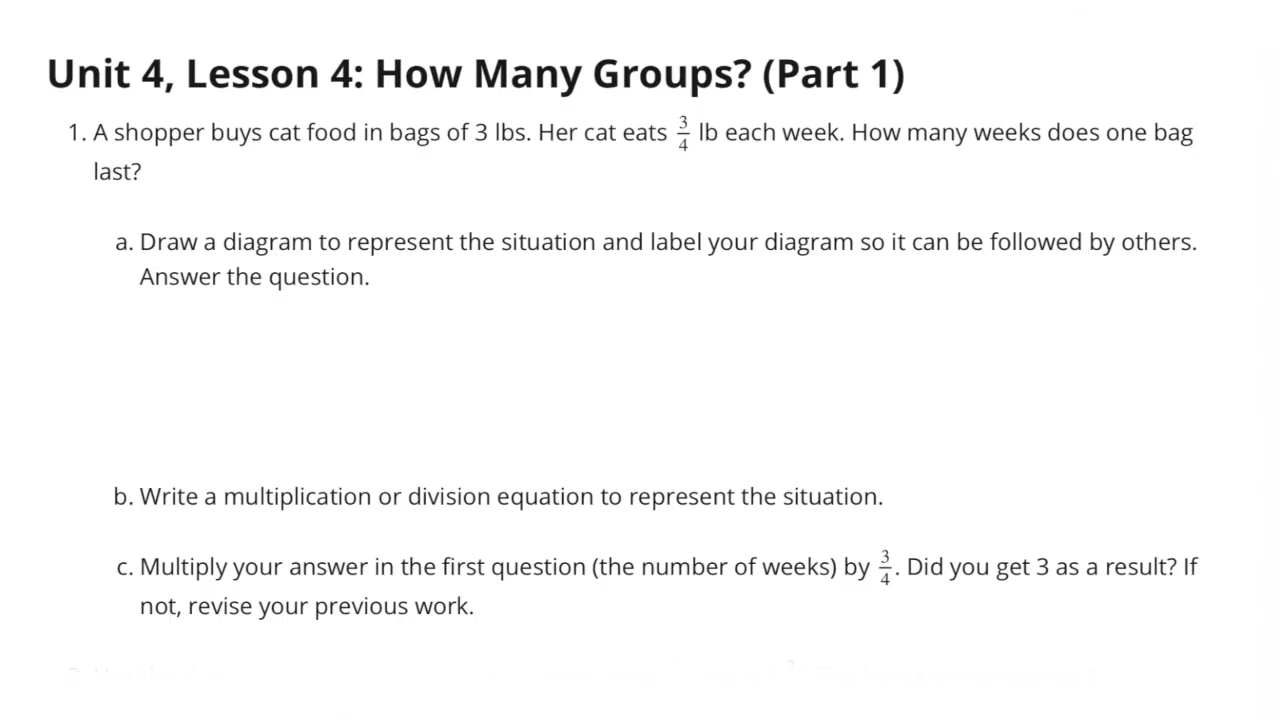 Unit 4, Lesson 4: How Many Groups? (Part 1)
1. A shopper buys cat food in bags of 3 lbs. Her cat eats 3/4 lb each week. How many weeks does one bag
last?
a. Draw a diagram to represent the situation and label your diagram so it can be followed by others.
Answer the question.
b. Write a multiplication or division equation to represent the situation.
c. Multiply your answer in the first question (the number of weeks) by 3/4. Did you get 3 as a result? If
not, revise your previous work.